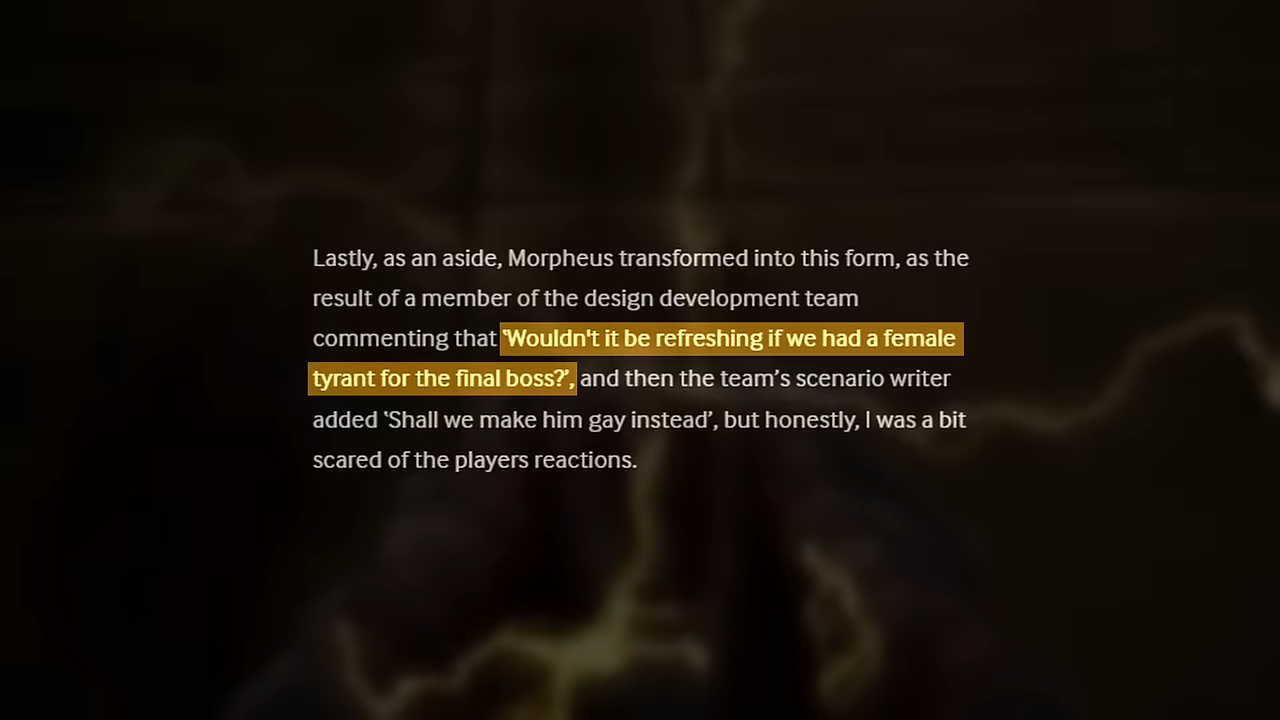 Lastly, as an aside, Morpheus transformed into this form, as the
result of a member of the design development team
commenting that ‘Wouldn't it be refreshing if we had a female
tyrant for the final boss?’, and then the team’s scenario writer
added ‘Shall we make him gay instead’, but honestly, I was a bit
scared of the players reactions.